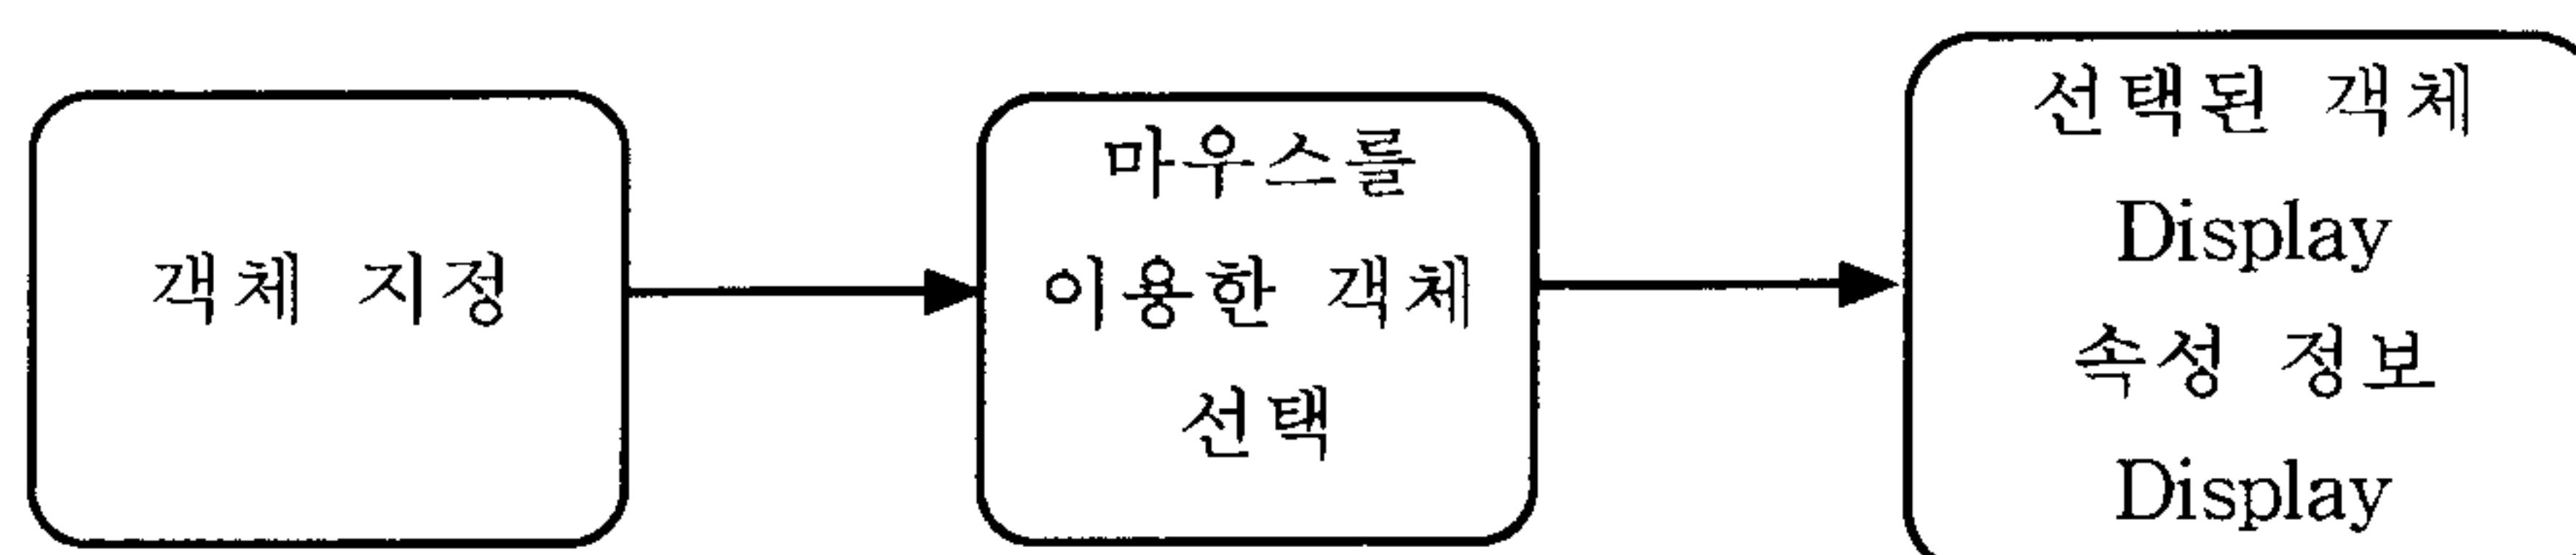 객체 지정
마우스를
이용한 객체
선택
선택된 객체
Display
속성 정보
Display